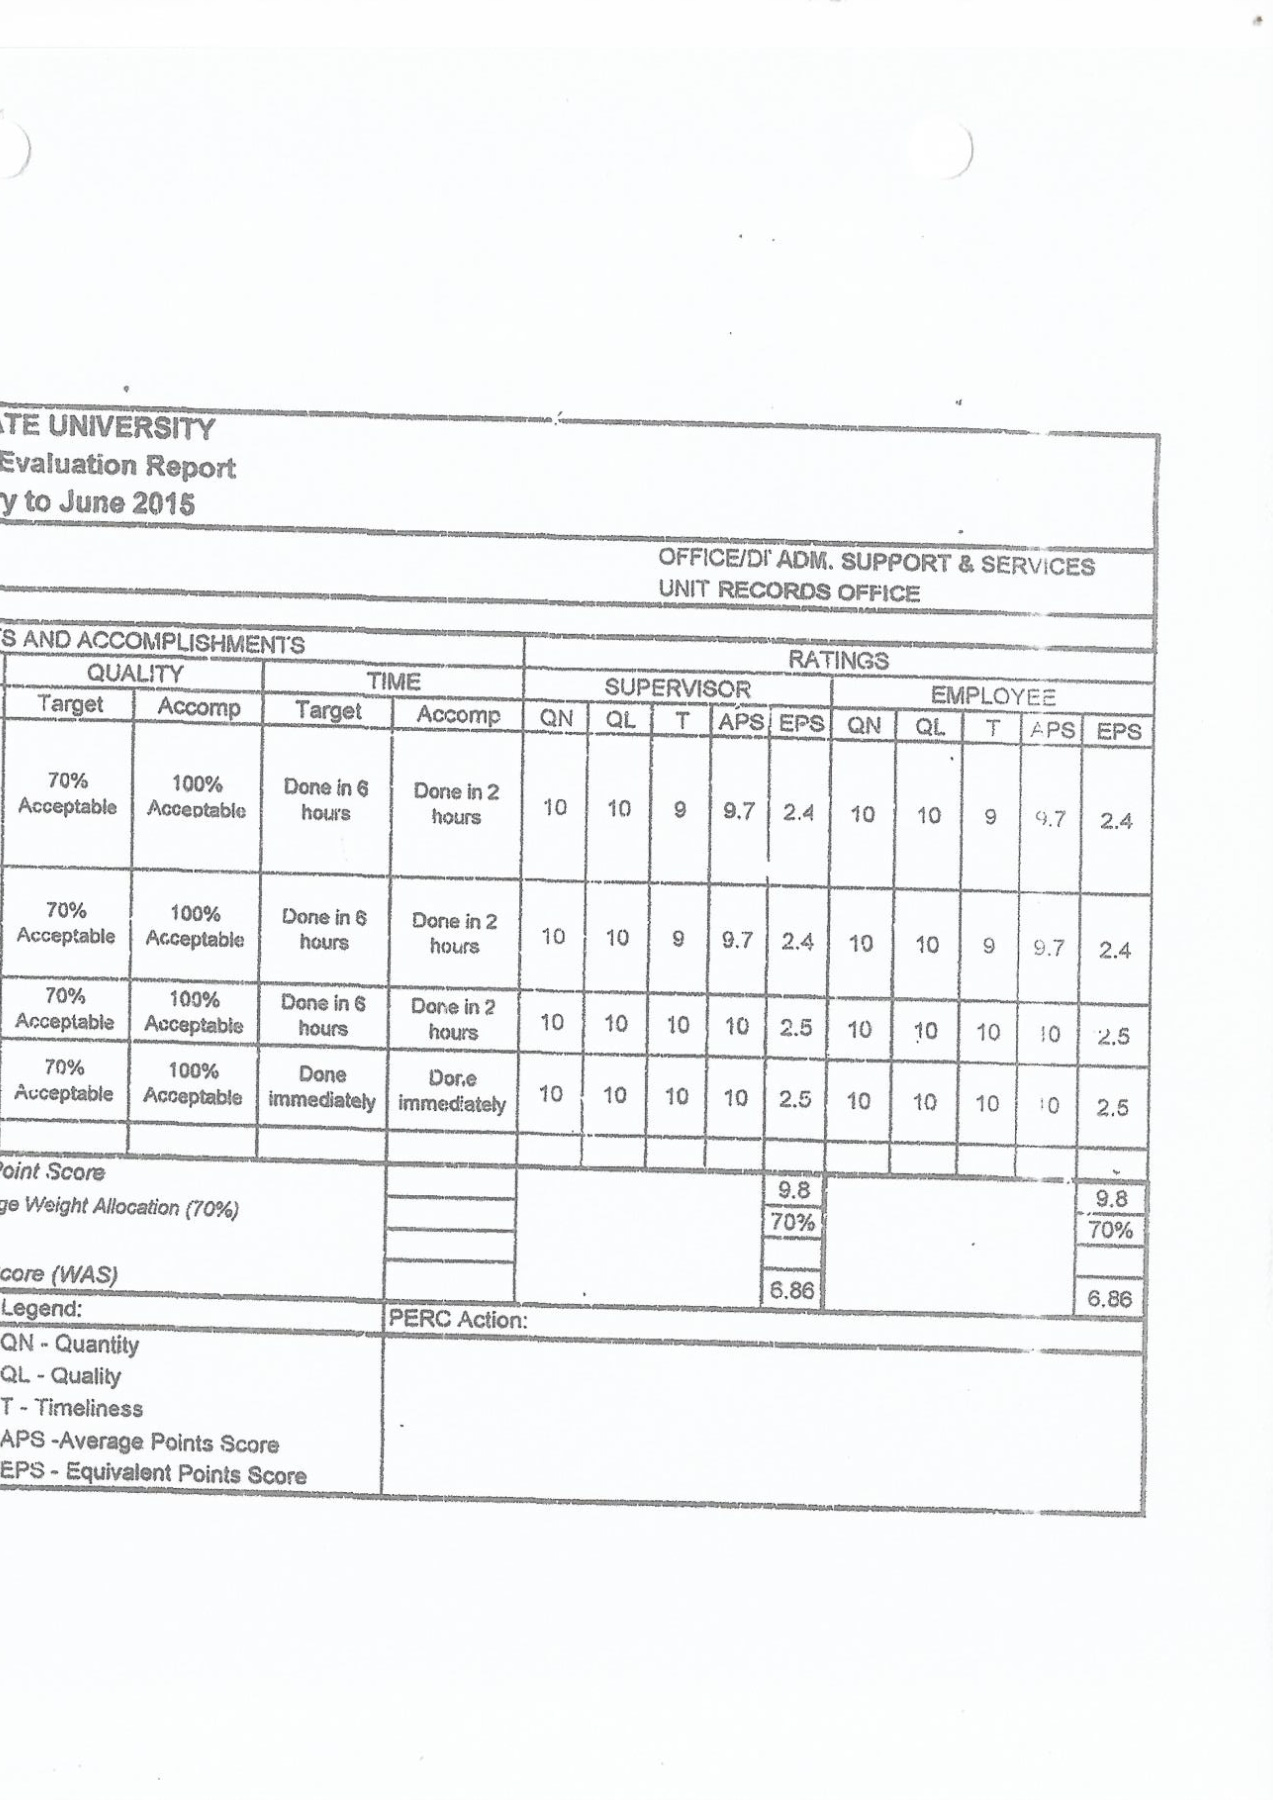 ATE UNIVERSITY
Evaluation Report
y to June 2015
OFFICE/DI ADM. SUPPORT & SERVICES
UNIT RECORDS OFFICE
S AND ACCOMPLISHMENTS RATINGS
QUALITY TIME SUPERVISOR EMPLOYEE
Target Accomp Target Accomp QN QL T APS EPS QN QL T APS EPS
70% 100% Done in 6 Done in 2
Acceptable Acceptable hours hours 10 10 9 9.7 2.4 10 10 9 9.7 2.4
70% 100% Done in 6 Done in 2
Acceptable Acceptable hours hours 10 10 9 9.7 2.4 10 10 9 9.7 2.4
70% 100% Done in 6 Done in 2
Acceptable Acceptable hours hours 10 10 10 10 2.5 10 10 10 10 2.5
70% 100% Done Done
Acceptable Acceptable immediately immediately 10 10 10 10 2.5 10 10 10 10 2.5
Point Score 9.8 9.8
ge Weight Allocation (70%) 70% 70%
core (WAS) 6.86 6.86
Legend: PERC Action:
QN - Quantity
QL - Quality
T - Timeliness
APS -Average Points Score
EPS - Equivalent Points Score